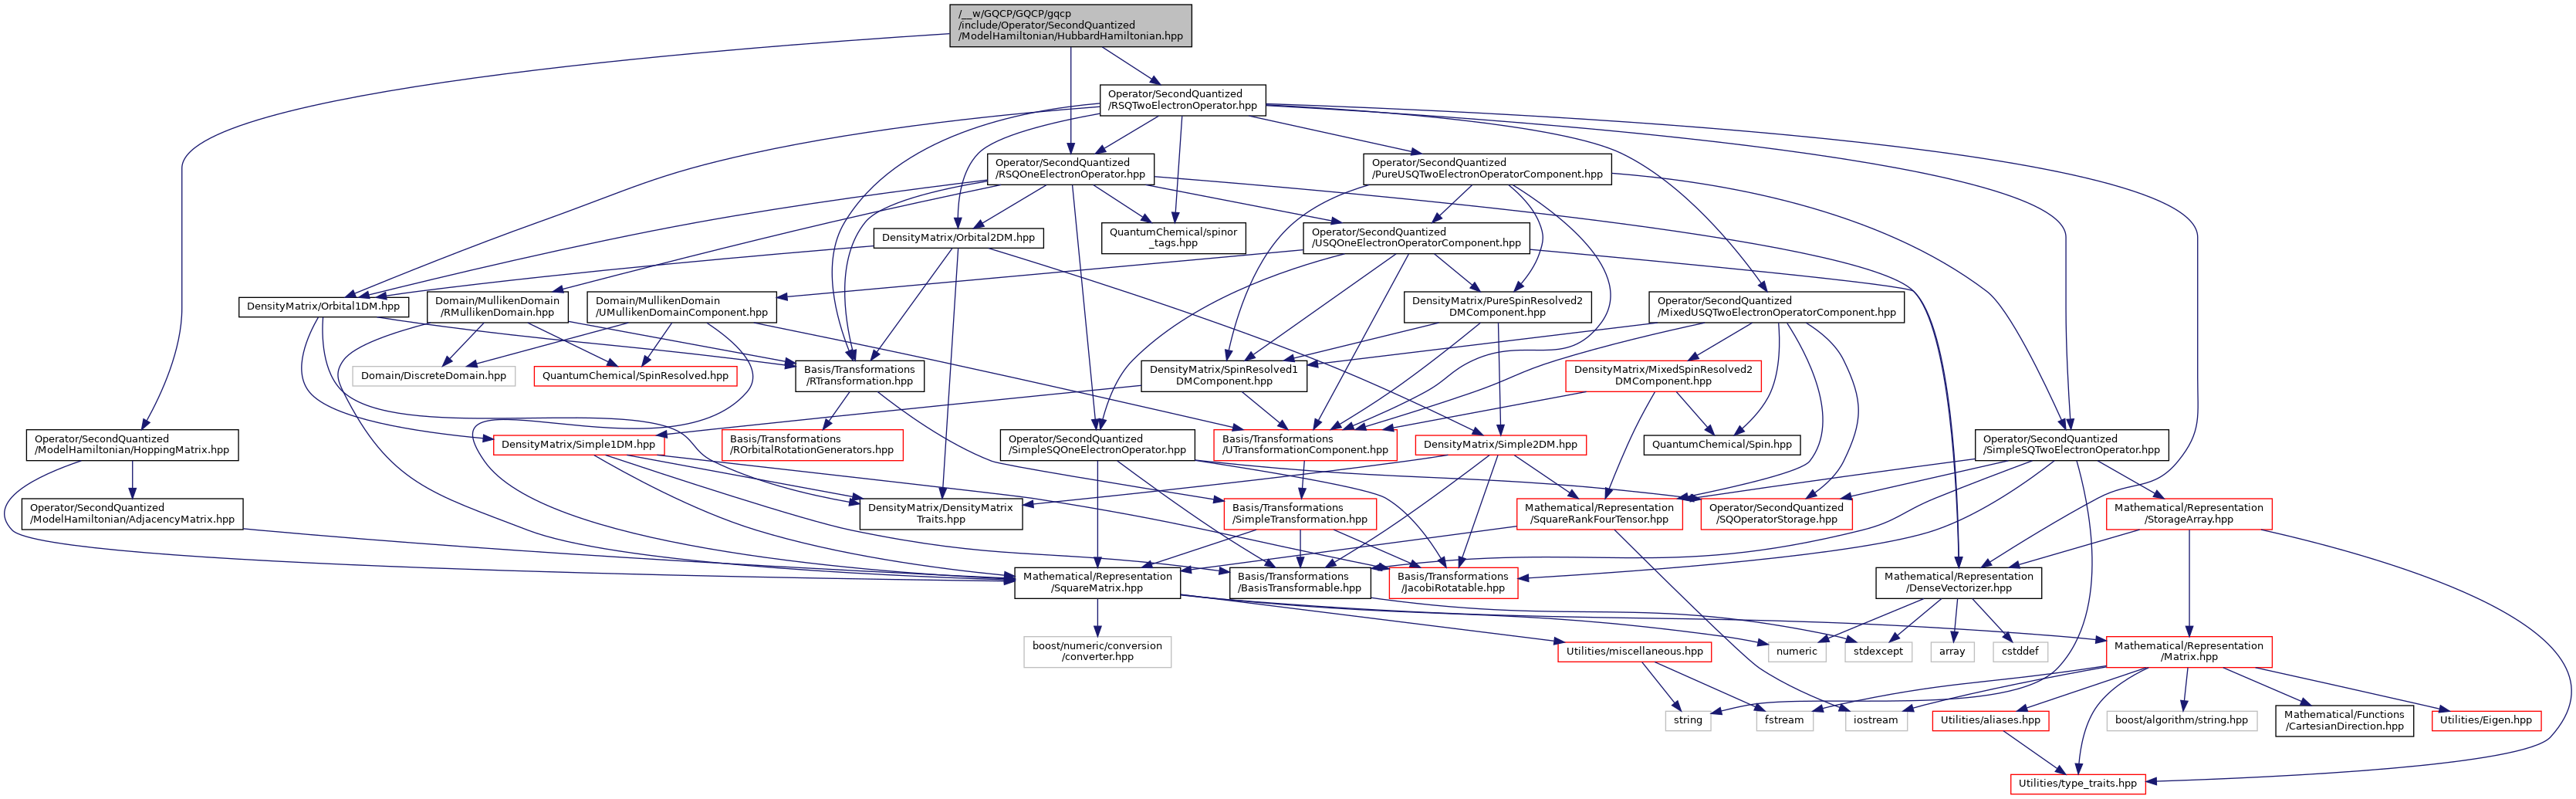 /__w/GQCP/GQCP/gqcp
/include/Operator/SecondQuantized
/ModelHamiltonian/HubbardHamiltonian.hpp
Operator/SecondQuantized
/RSQTwoElectronOperator.hpp
Operator/SecondQuantized
/RSQOneElectronOperator.hpp
Operator/SecondQuantized
/PureUSQTwoElectronOperatorComponent.hpp
DensityMatrix/Orbital2DM.hpp
QuantumChemical/spinor
_tags.hpp
Operator/SecondQuantized
/USQOneElectronOperatorComponent.hpp
DensityMatrix/Orbital1DM.hpp
Domain/MullikenDomain
/RMullikenDomain.hpp
Domain/MullikenDomain
/UMullikenDomainComponent.hpp
DensityMatrix/PureSpinResolved2
DMComponent.hpp
Operator/SecondQuantized
/MixedUSQTwoElectronOperatorComponent.hpp
Domain/DiscreteDomain.hpp
QuantumChemical/SpinResolved.hpp
Basis/Transformations
/RTransformation.hpp
DensityMatrix/SpinResolved1
DMComponent.hpp
DensityMatrix/MixedSpinResolved2
DMComponent.hpp
Operator/SecondQuantized
/ModelHamiltonian/HoppingMatrix.hpp
DensityMatrix/Simple1DM.hpp
Basis/Transformations
/ROrbitalRotationGenerators.hpp
Operator/SecondQuantized
/SimpleSQOneElectronOperator.hpp
Basis/Transformations
/UTransformationComponent.hpp
DensityMatrix/Simple2DM.hpp
QuantumChemical/Spin.hpp
Operator/SecondQuantized
/SimpleSQTwoElectronOperator.hpp
Operator/SecondQuantized
/ModelHamiltonian/AdjacencyMatrix.hpp
DensityMatrix/DensityMatrix
Traits.hpp
Basis/Transformations
/SimpleTransformation.hpp
Mathematical/Representation
/SquareRankFourTensor.hpp
Operator/SecondQuantized
/SQOperatorStorage.hpp
Mathematical/Representation
/StorageArray.hpp
Mathematical/Representation
/SquareMatrix.hpp
Basis/Transformations
/BasisTransformable.hpp
Basis/Transformations
/JacobiRotatable.hpp
Mathematical/Representation
/DenseVectorizer.hpp
boost/numeric/conversion
/converter.hpp
Utilities/miscellaneous.hpp
numeric
stdexcept
array
cstddef
Mathematical/Representation
/Matrix.hpp
string
fstream
iostream
Utilities/aliases.hpp
boost/algorithm/string.hpp
Mathematical/Functions
/CartesianDirection.hpp
Utilities/Eigen.hpp
Utilities/type_traits.hpp